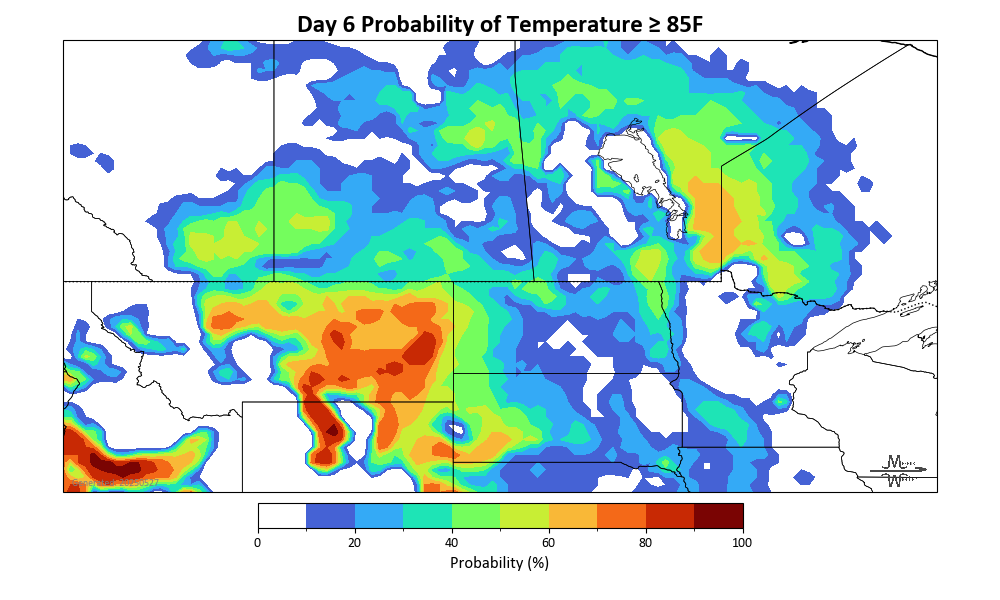 Day 6 Probability of Temperature ≥ 85F
M
W
0 20 40 60 80 100
Probability (%)